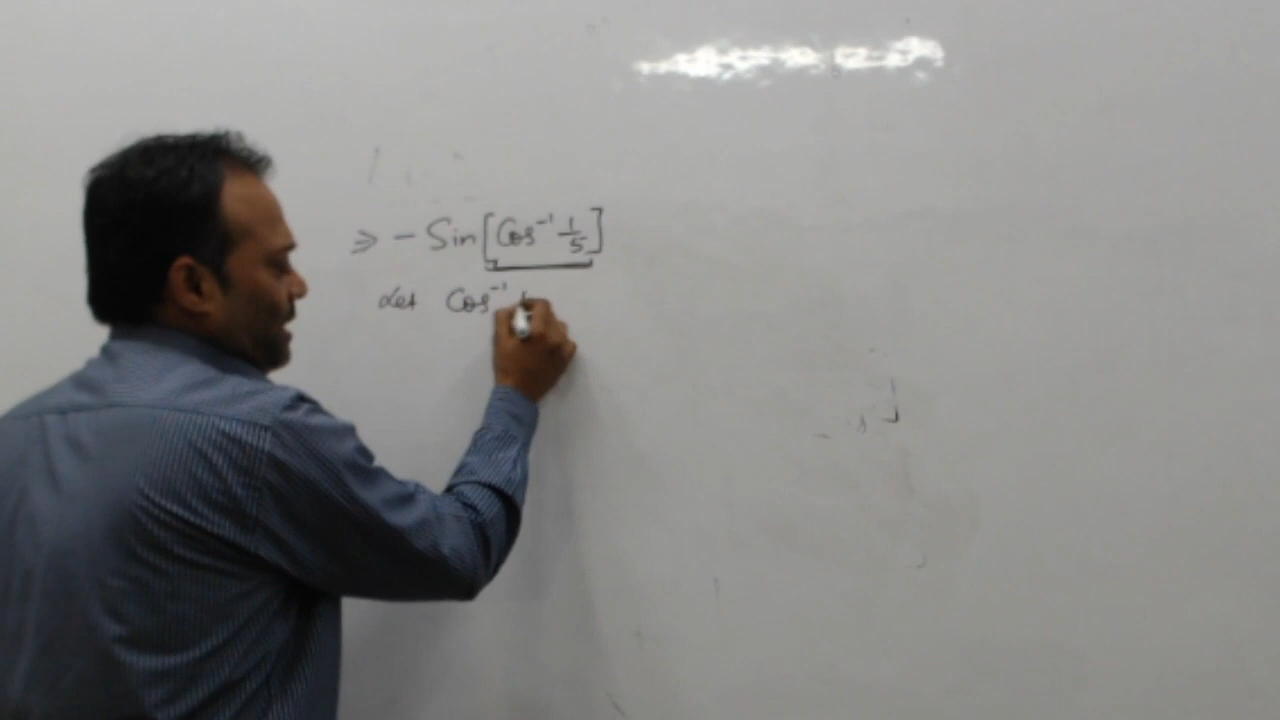 ⇒ - Sin [Cos⁻¹ 1/5]
Let Cos⁻¹